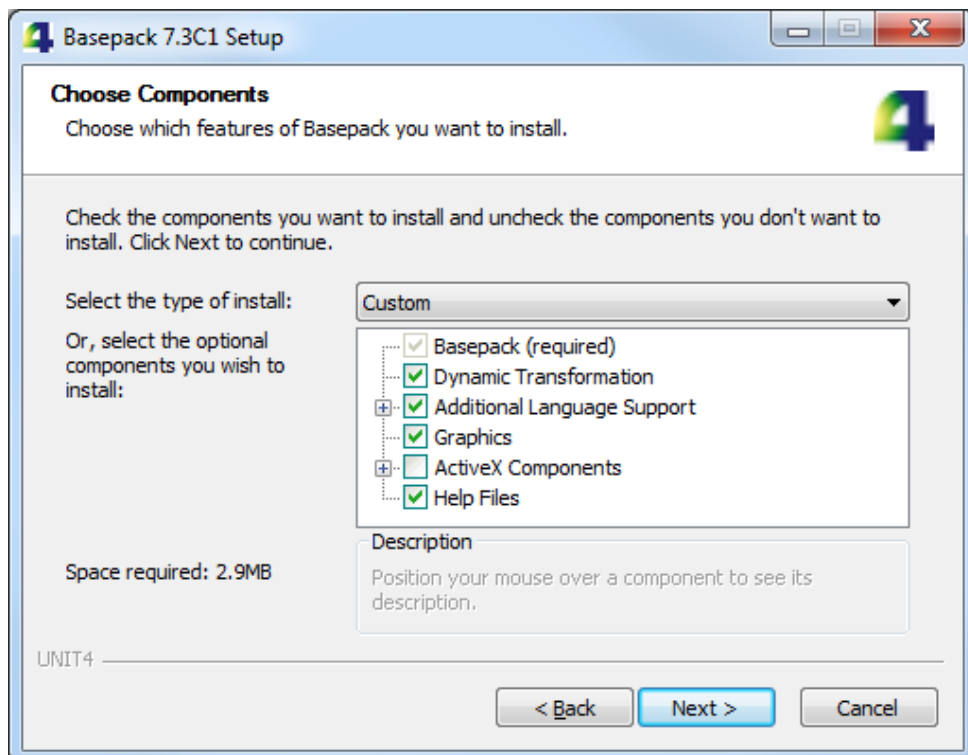 Basepack 7.3C1 Setup
Choose Components
Choose which features of Basepack you want to install.
Check the components you want to install and uncheck the components you don't want to
install. Click Next to continue.
Select the type of install:
Custom
Or, select the optional
components you wish to
install:
Basepack (required)
Dynamic Transformation
Additional Language Support
Graphics
ActiveX Components
Help Files
Space required: 2.9MB
Description
Position your mouse over a component to see its
description.
UNIT4
< Back
Next >
Cancel